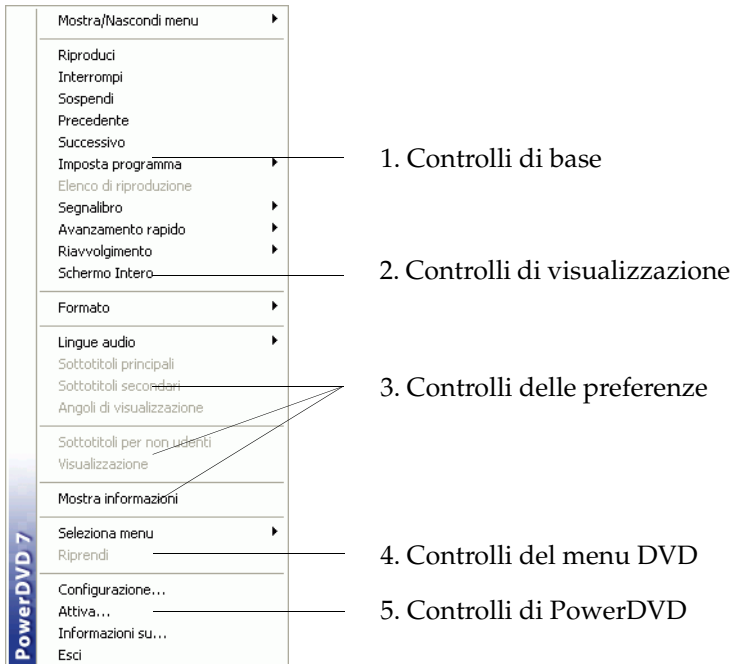 Mostra/Nascondi menu
Riproduci
Interrompi
Sospendi
Precedente
Successivo
Imposta programma
Elenco di riproduzione
Segnalibro
Avanzamento rapido
Riavvolgimento
Schermo Intero
Formato
Lingue audio
Sottotitoli principali
Sottotitoli secondari
Angoli di visualizzazione
Sottotitoli per non udenti
Visualizzazione
Mostra informazioni
Seleziona menu
Riprendi
Configurazione...
Attiva...
Informazioni su...
Esci
PowerDVD 7
1. Controlli di base
2. Controlli di visualizzazione
3. Controlli delle preferenze
4. Controlli del menu DVD
5. Controlli di PowerDVD